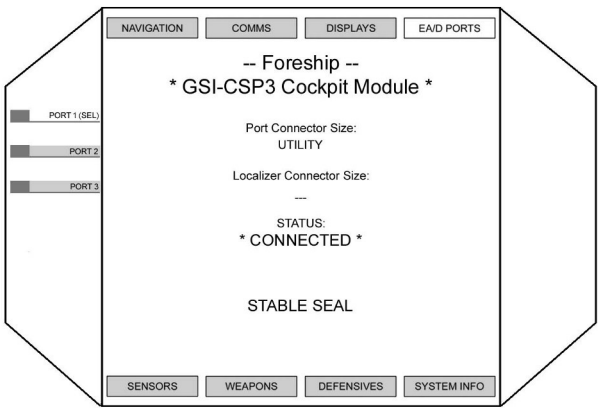 NAVIGATION
COMMS
DISPLAYS
EA/D PORTS
-- Foreship --
* GSI-CSP3 Cockpit Module *
PORT 1 (SEL)
PORT 2
PORT 3
Port Connector Size:
UTILITY
Localizer Connector Size:
---
STATUS:
* CONNECTED *
STABLE SEAL
SENSORS
WEAPONS
DEFENSIVES
SYSTEM INFO